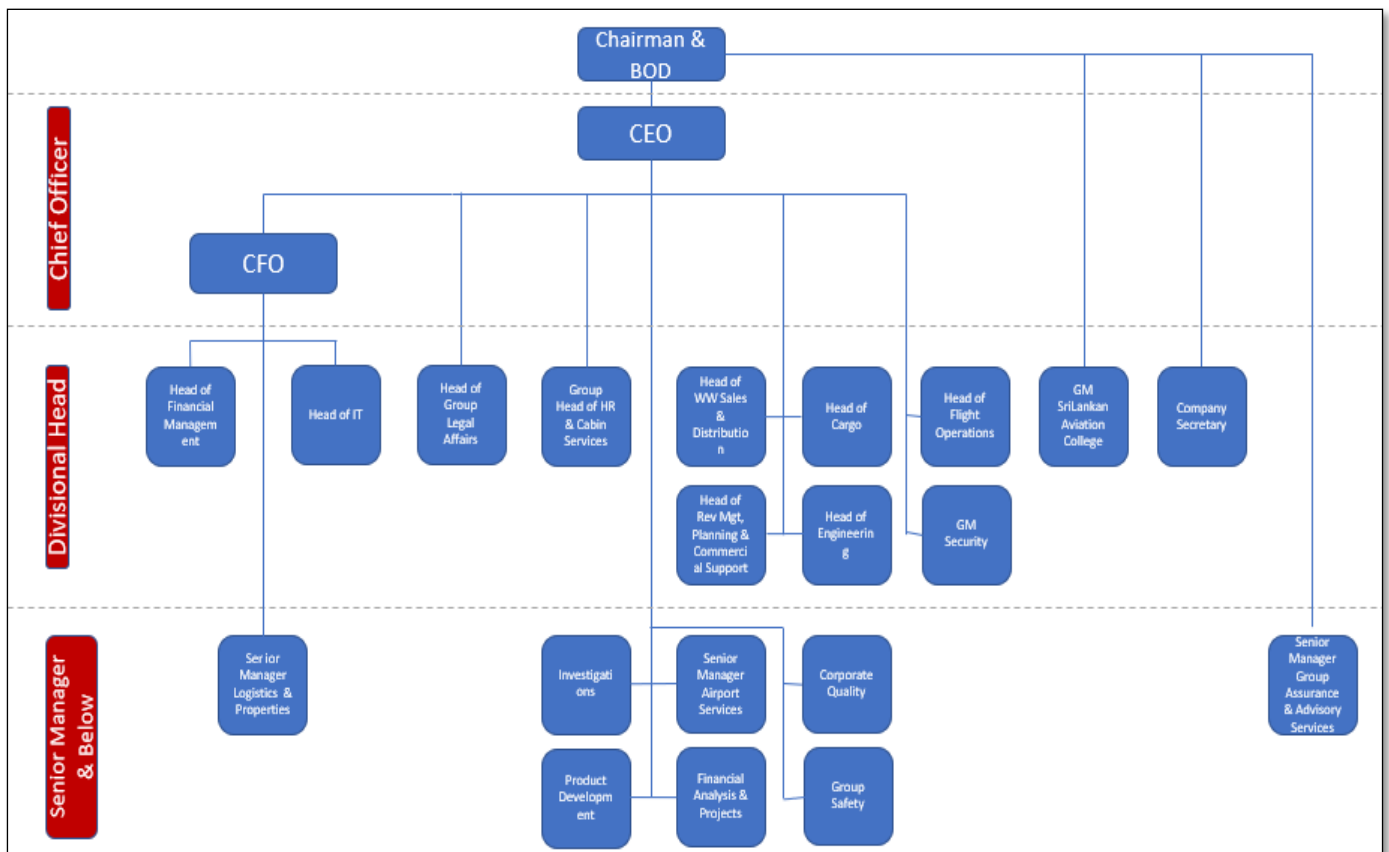 Chairman &
BOD
Chief Officer
CEO
CFO
Divisional Head
Head of
Financial
Managem
ent
Head of IT
Head of
Group
Legal
Affairs
Group
Head of HR
& Cabin
Services
Head of
WW Sales
&
Distributio
n
Head of
Cargo
Head of
Flight
Operations
GM
SriLankan
Aviation
College
Company
Secretary
Head of
Rev Mgt,
Planning &
Commerci
al Support
Head of
Engineerin
g
GM
Security
Senior Manager
& Below
Senior
Manager
Logistics &
Properties
Investigati
ons
Senior
Manager
Airport
Services
Corporate
Quality
Senior
Manager
Group
Assurance
& Advisory
Services
Product
Developm
ent
Financial
Analysis &
Projects
Group
Safety